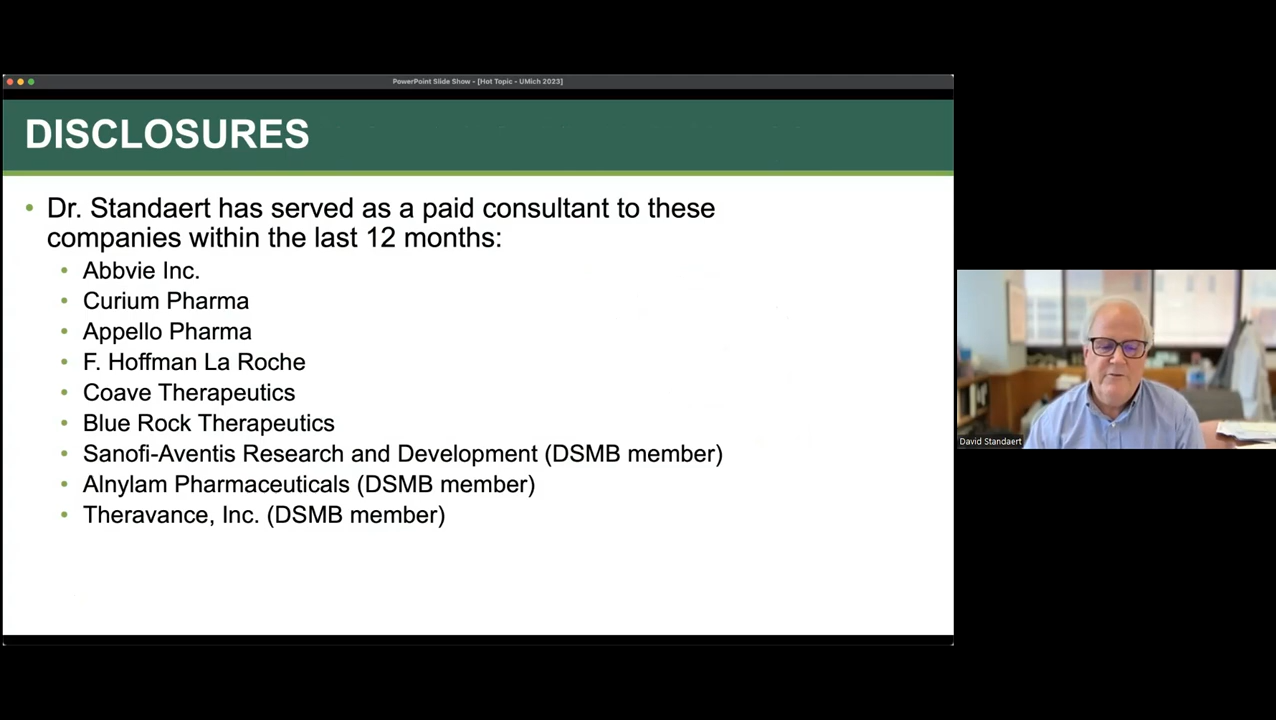 PowerPoint Slide Show - [Hot Topic - UMich 2023]
DISCLOSURES
• Dr. Standaert has served as a paid consultant to these
companies within the last 12 months:
• Abbvie Inc.
• Curium Pharma
• Appello Pharma
• F. Hoffman La Roche
• Coave Therapeutics
• Blue Rock Therapeutics
• Sanofi-Aventis Research and Development (DSMB member)
• Alnylam Pharmaceuticals (DSMB member)
• Theravance, Inc. (DSMB member)
David Standaert